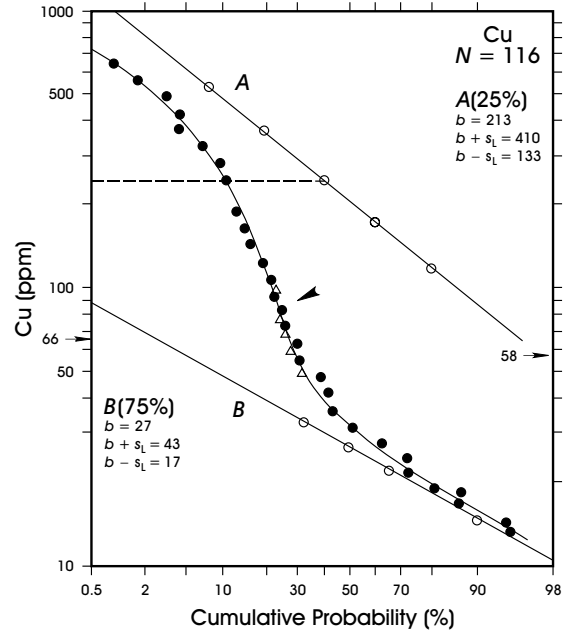 1000
500
100
50
10
Cu (ppm)
66
58
Cu
N = 116
A
A(25%)
b = 213
b + sL = 410
b - sL = 133
B(75%)
b = 27
b + sL = 43
b - sL = 17
B
0.5 2 10 30 50 70 90 98
Cumulative Probability (%)